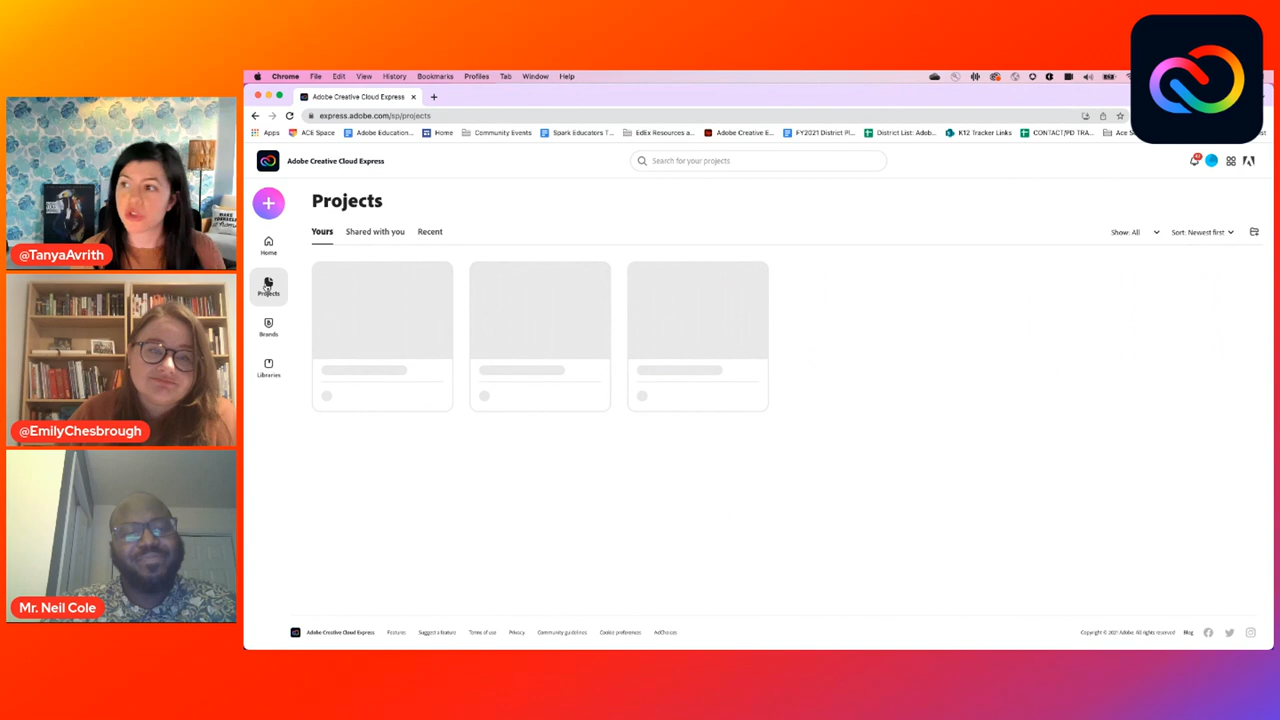 @TanyaAvrith
@EmilyChesbrough
Mr. Neil Cole
Chrome File Edit View History Bookmarks Profiles Tab Window Help
Adobe Creative Cloud Express
express.adobe.com/sp/projects
Apps ACE Space Adobe Education... Home Community Events Spark Educators T... EdEx Resources a... Adobe Creative E... FY2021 District Pl... District List: Adob... K12 Tracker Links CONTACT/PD TRA...
Adobe Creative Cloud Express
Search for your projects
Projects
Yours Shared with you Recent
Show: All Sort: Newest first
Home
Projects
Brands
Libraries
Adobe Creative Cloud Express Features Suggest a feature Terms of use Privacy Community guidelines Cookie preferences AdChoices Copyright © 2021 Adobe. All rights reserved Blog